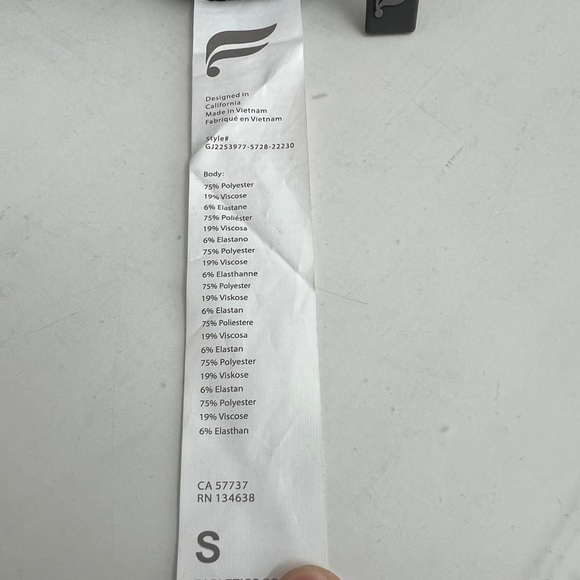 Designed in
California
Made in Vietnam
Fabriqué en Vietnam
Style#
GJ2253977-5728-22230
Body:
75% Polyester
19% Viscose
6% Elastane
75% Poliéster
19% Viscosa
6% Elastano
75% Polyester
19% Viscose
6% Elasthanne
75% Polyester
19% Viskose
6% Elastan
75% Poliestere
19% Viscosa
6% Elastan
75% Polyester
19% Viskose
6% Elastan
75% Polyester
19% Viscose
6% Elasthan
CA 57737
RN 134638
S